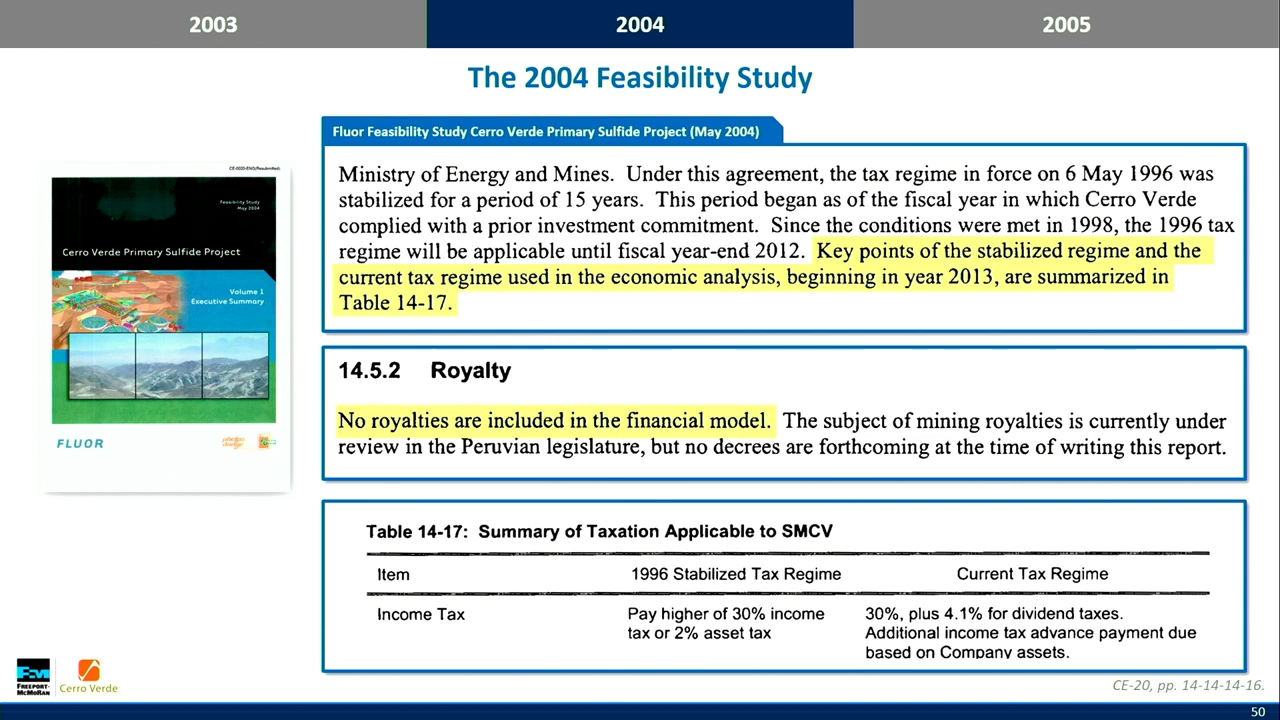 2003
2004
2005
The 2004 Feasibility Study
Fluor Feasibility Study Cerro Verde Primary Sulfide Project (May 2004)
Ministry of Energy and Mines. Under this agreement, the tax regime in force on 6 May 1996 was
stabilized for a period of 15 years. This period began as of the fiscal year in which Cerro Verde
complied with a prior investment commitment. Since the conditions were met in 1998, the 1996 tax
regime will be applicable until fiscal year-end 2012. Key points of the stabilized regime and the
current tax regime used in the economic analysis, beginning in year 2013, are summarized in
Table 14-17.
14.5.2 Royalty
No royalties are included in the financial model. The subject of mining royalties is currently under
review in the Peruvian legislature, but no decrees are forthcoming at the time of writing this report.
Table 14-17: Summary of Taxation Applicable to SMCV
Item 1996 Stabilized Tax Regime Current Tax Regime
Income Tax Pay higher of 30% income 30%, plus 4.1% for dividend taxes.
tax or 2% asset tax Additional income tax advance payment due
based on Company assets.
Feasibility Study
May 2004
Cerro Verde Primary Sulfide Project
Volume 1
Executive Summary
FLUOR
phelps
dodge
FREEPORT-
McMoRAN
Cerro Verde
CE-20, pp. 14-14-14-16.
50